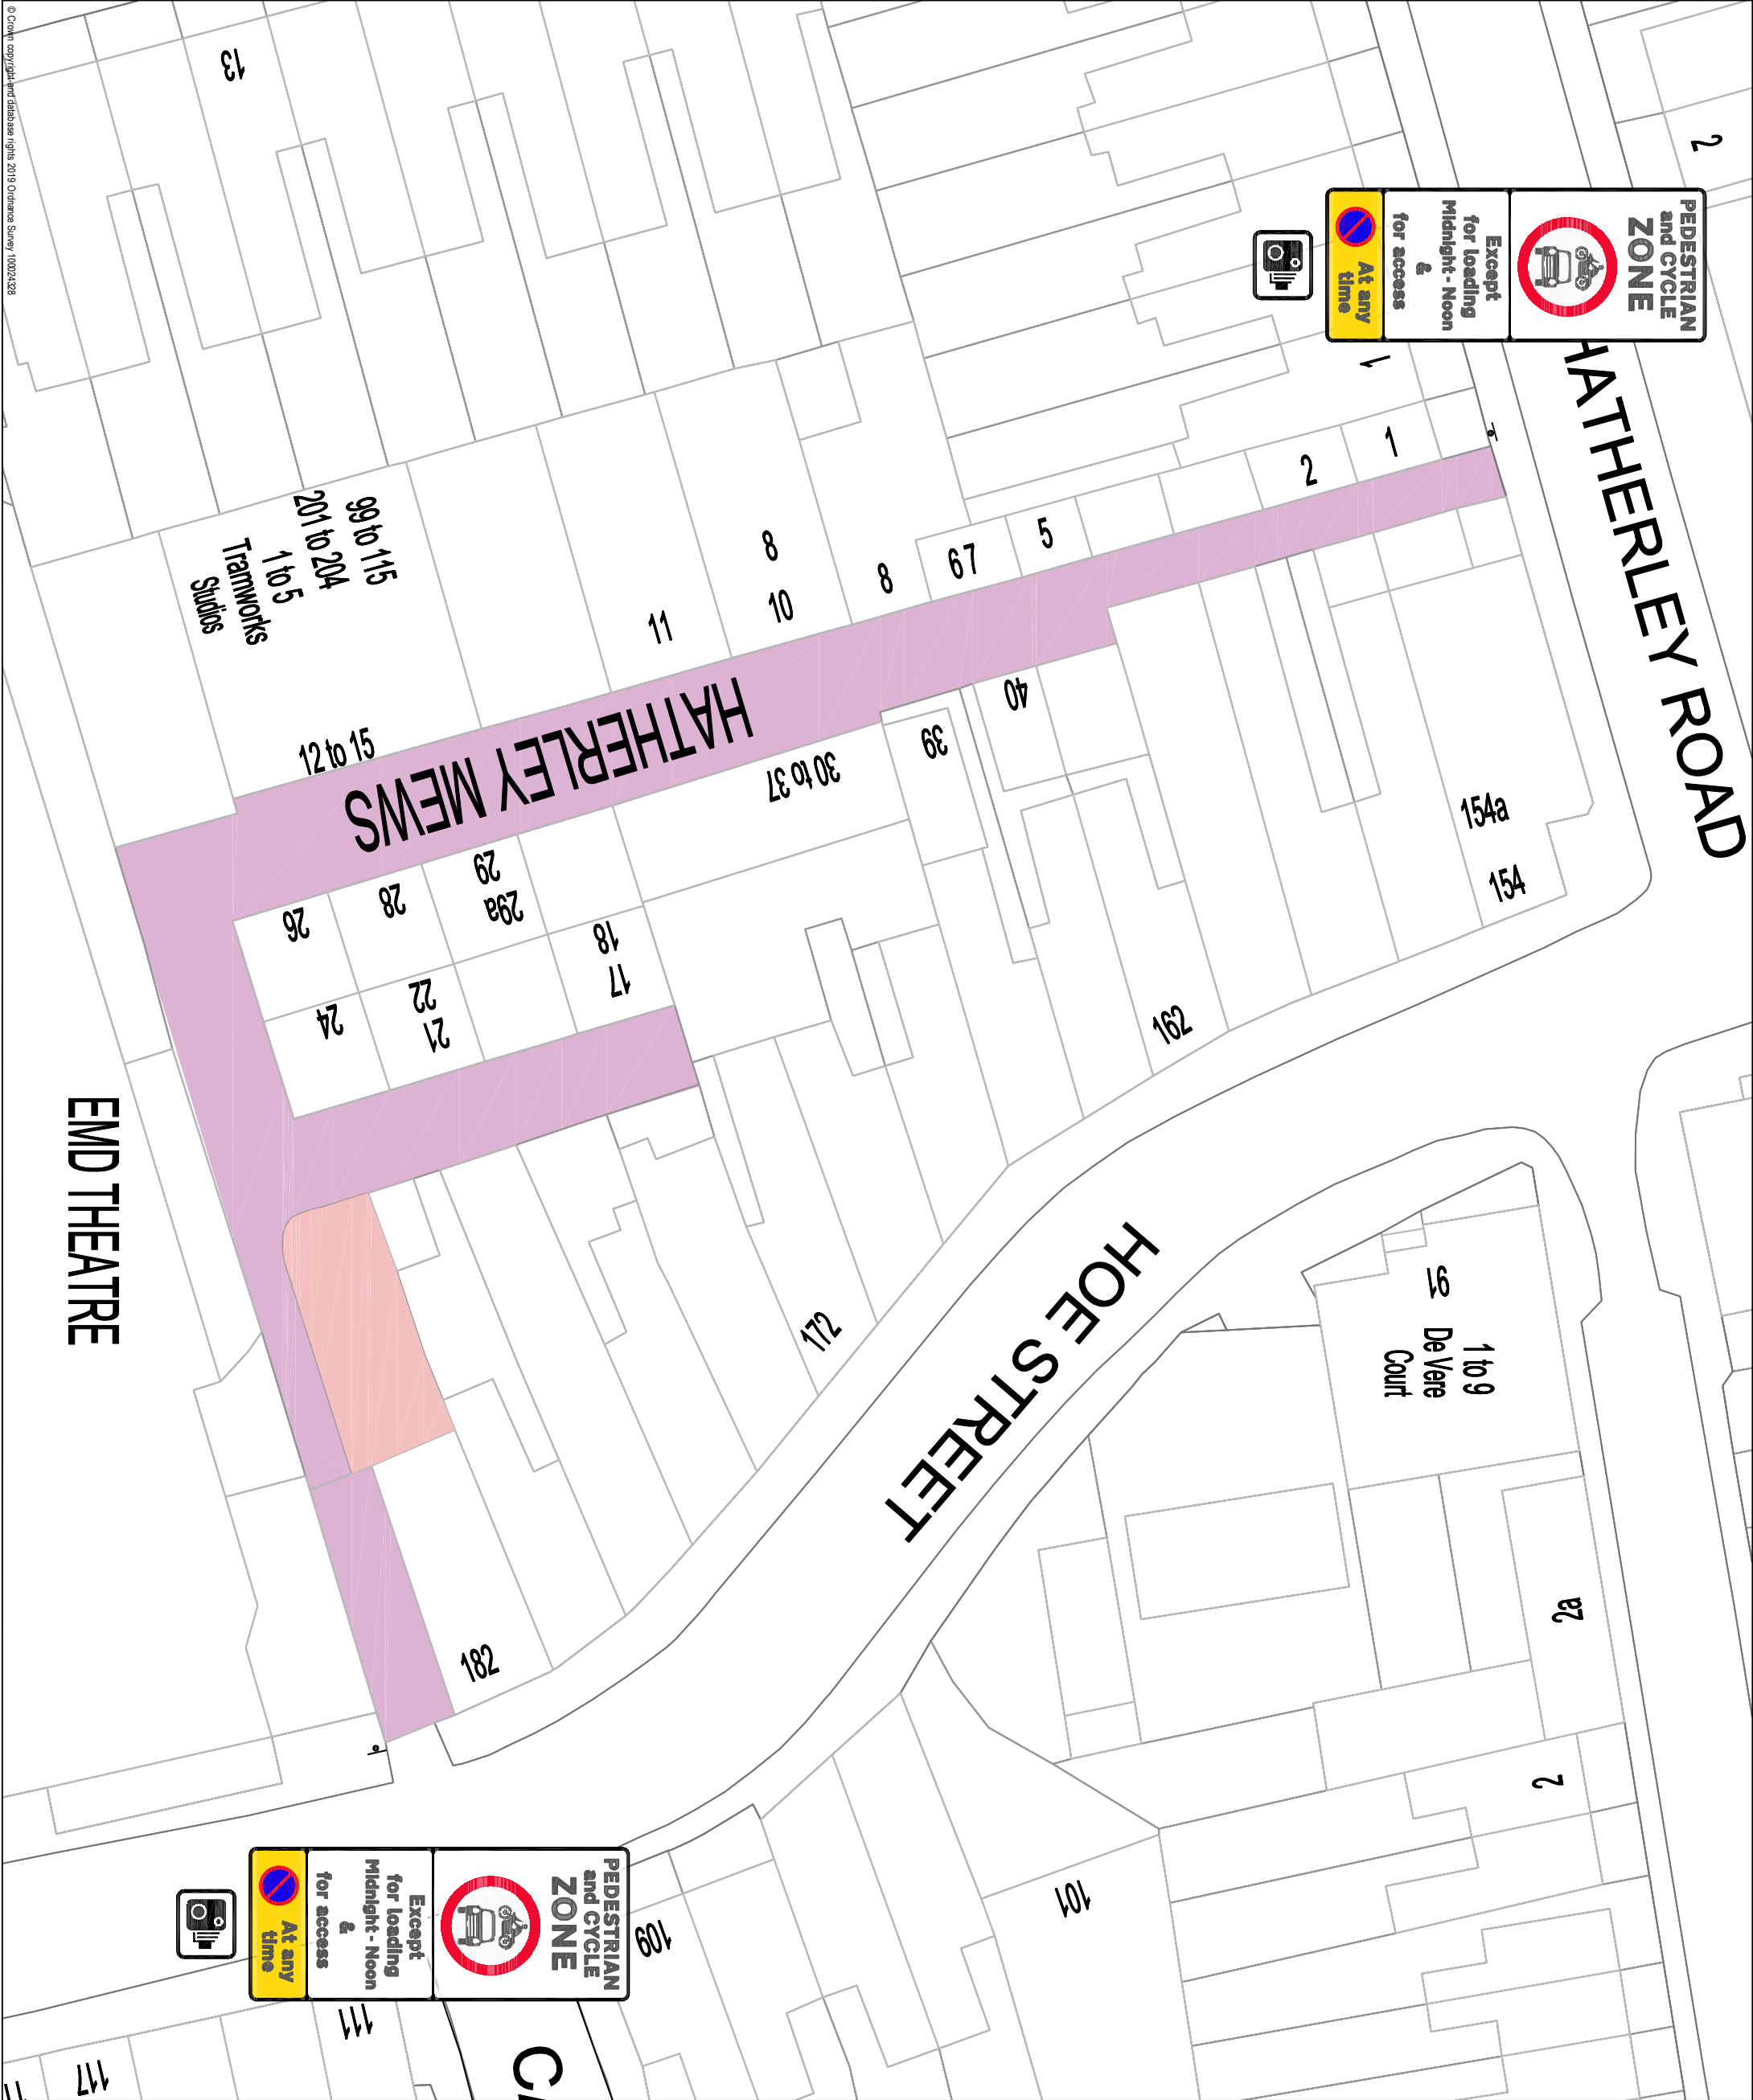 © Crown copyright and database rights 2019 Ordnance Survey 100024328
13
2
PEDESTRIAN
and CYCLE
ZONE
Except
for loading
Midnight - Noon
&
for access
At any
time
HATHERLEY ROAD
1
1
2
5
6 7
8
8
10
11
99 to 115
201 to 204
1 to 5
Tramworks
Studios
12 to 15
HATHERLEY MEWS
40
39
30 to 37
29
29a
28
26
18
17
22
21
24
154a
154
162
172
182
EMD THEATRE
HOE STREET
91
1 to 9
De Vere
Court
2a
2
101
109
PEDESTRIAN
and CYCLE
ZONE
Except
for loading
Midnight - Noon
&
for access
At any
time
111
117